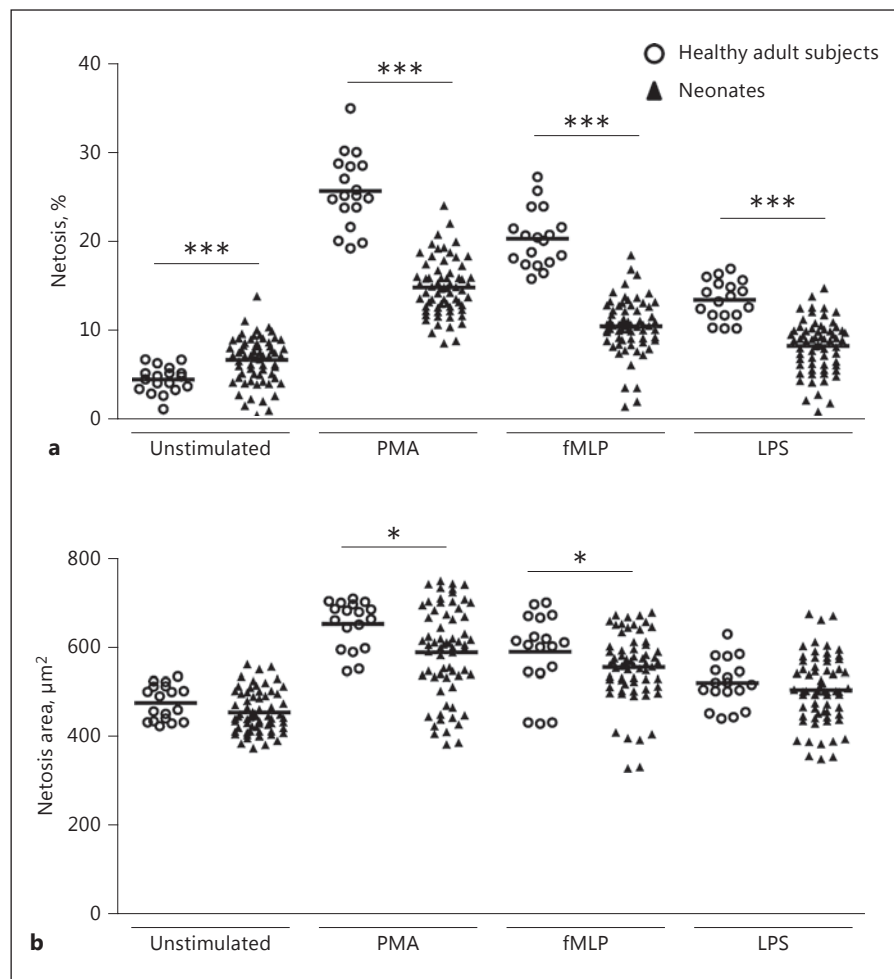 Healthy adult subjects
Neonates
Netosis, %
40
30
20
10
0
***
***
***
***
a
Unstimulated
PMA
fMLP
LPS
Netosis area, µm²
800
600
400
200
0
*
*
b
Unstimulated
PMA
fMLP
LPS